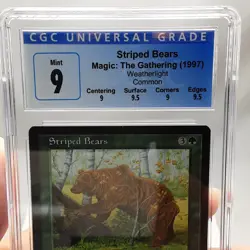 CGC UNIVERSAL GRADE
Mint
9
Striped Bears
Magic: The Gathering (1997)
Weatherlight
Common
Centering Surface Corners Edges
9 9.5 9 9.5
Striped Bears 3